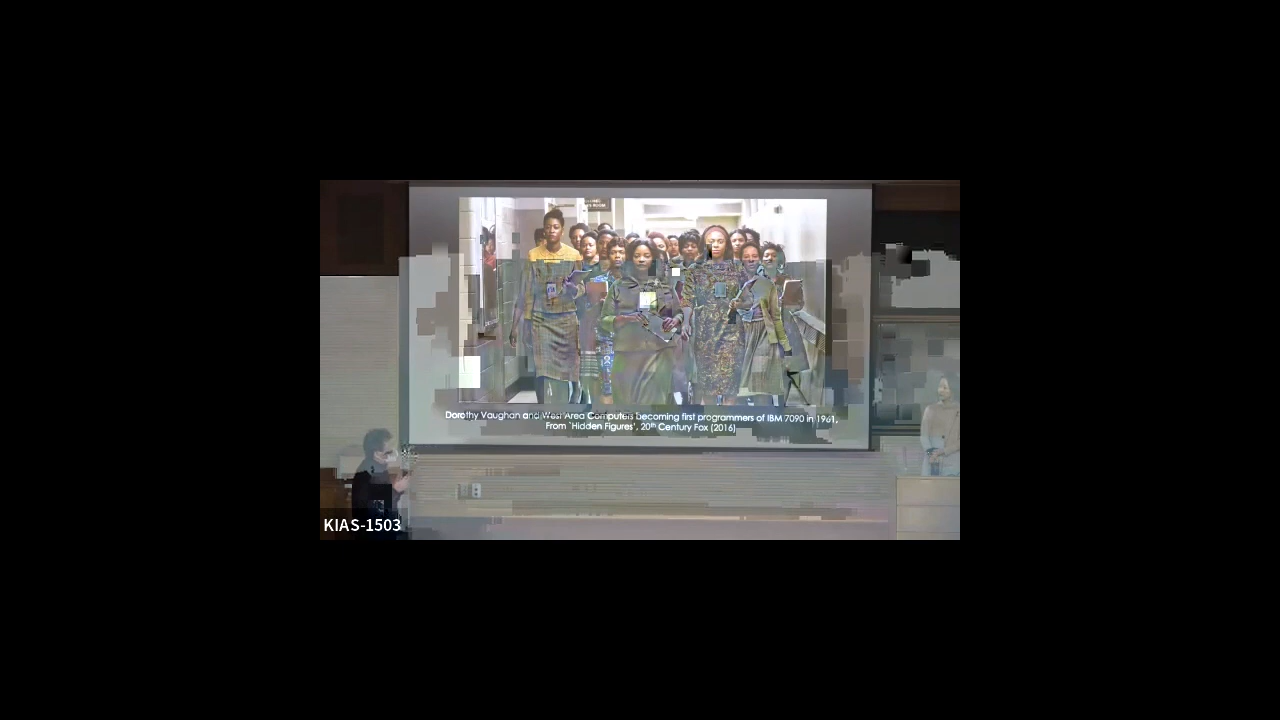 Dorothy Vaughan and West Area Computers becoming first programmers of IBM 7090 in 1961,
From `Hidden Figures', 20th Century Fox (2016)
KIAS-1503